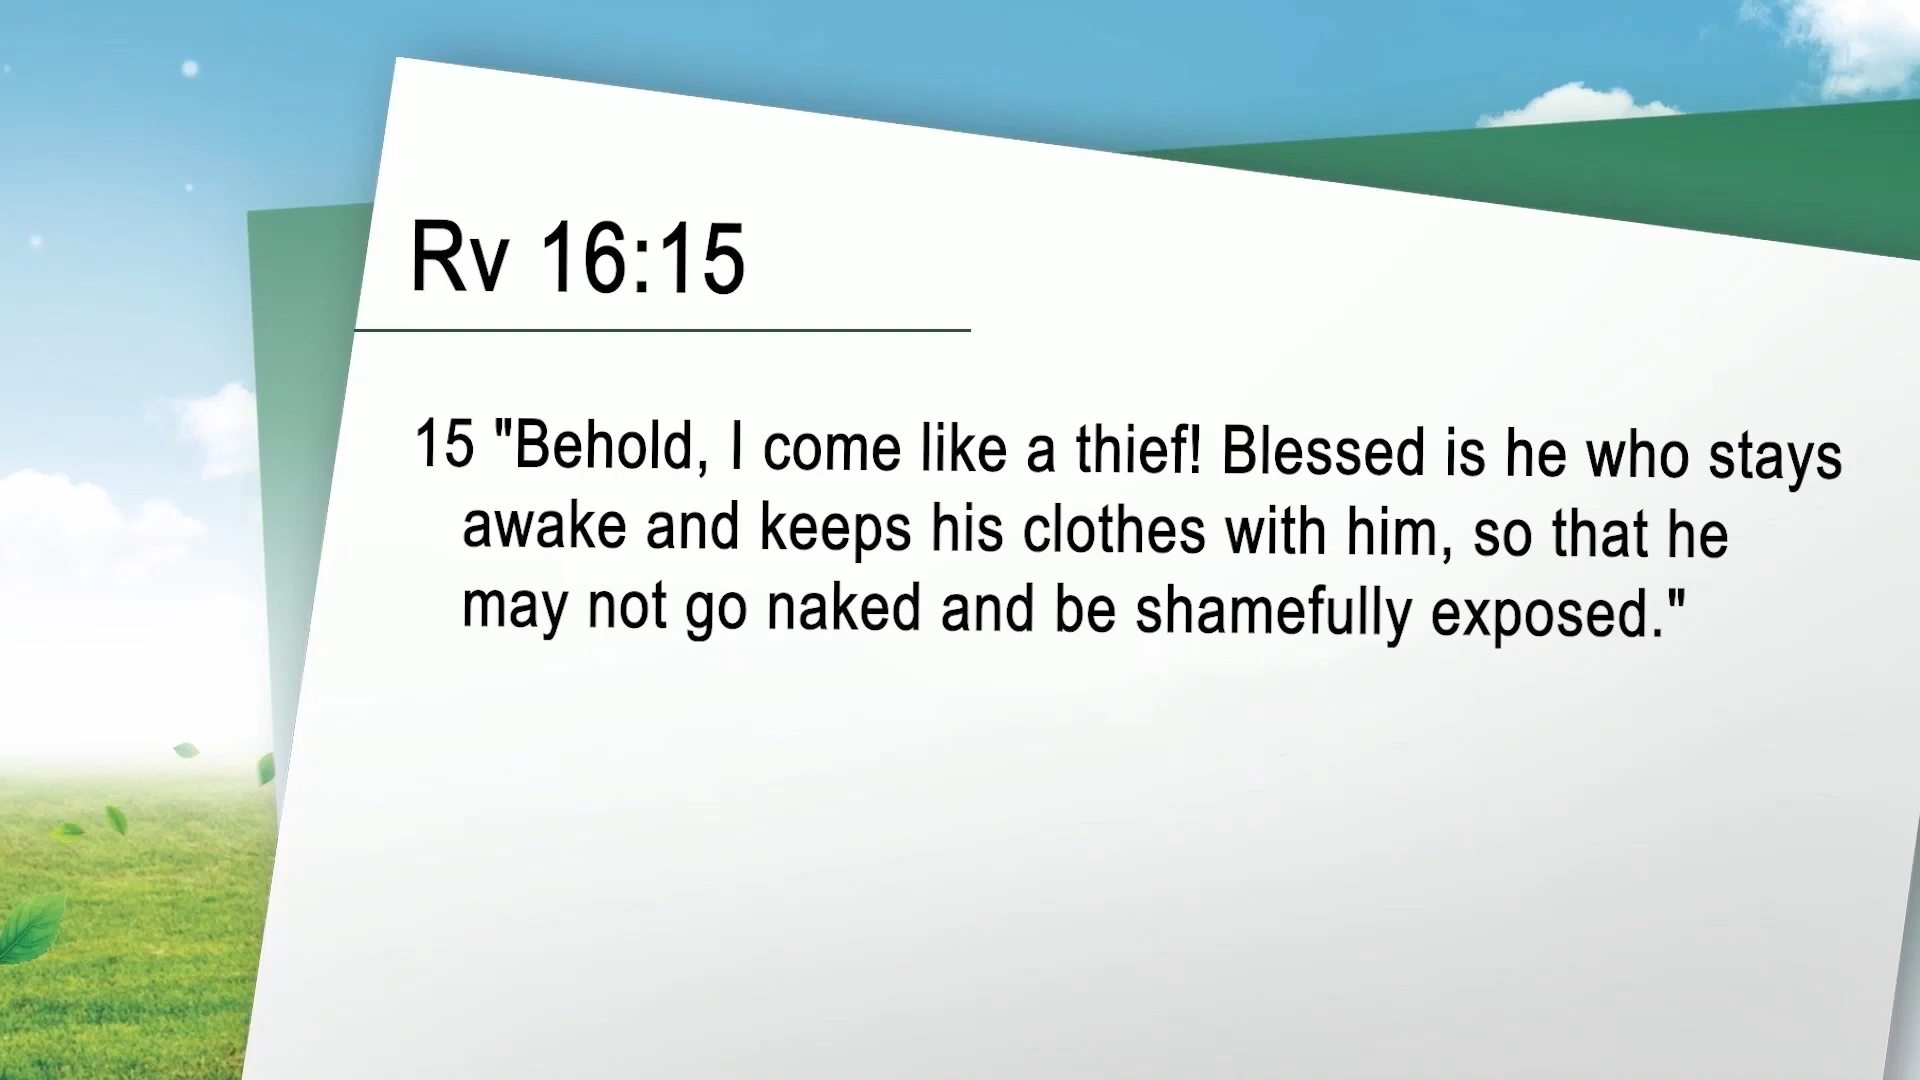 Rv 16:15
15 "Behold, I come like a thief! Blessed is he who stays
awake and keeps his clothes with him, so that he
may not go naked and be shamefully exposed."